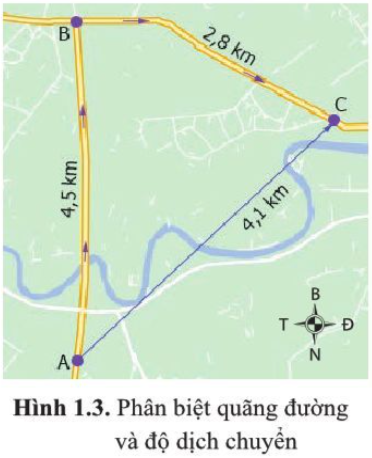 B
2,8 km
C
4,5 km
4,1 km
B
T
Đ
N
A
Hình 1.3. Phân biệt quãng đường
và độ dịch chuyển